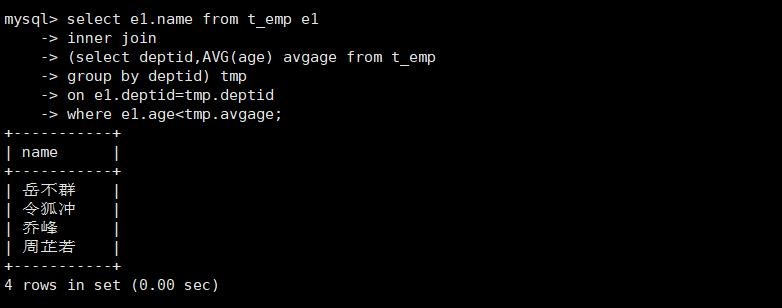 mysql> select e1.name from t_emp e1
    -> inner join
    -> (select deptid,AVG(age) avgage from t_emp
    -> group by deptid) tmp
    -> on e1.deptid=tmp.deptid
    -> where e1.age<tmp.avgage;
+-----------+
| name      |
+-----------+
| 岳不群    |
| 令狐冲    |
| 乔峰      |
| 周芷若    |
+-----------+
4 rows in set (0.00 sec)